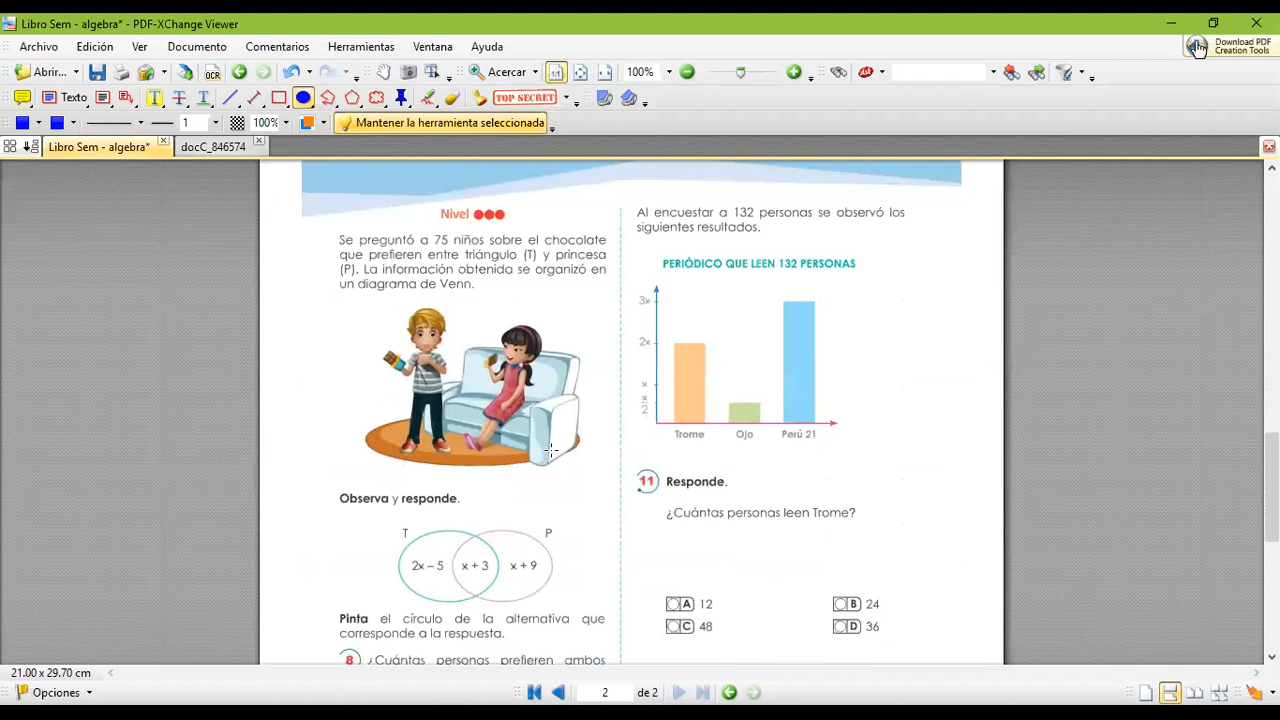 Libro Sem - algebra* - PDF-XChange Viewer
Archivo Edición Ver Documento Comentarios Herramientas Ventana Ayuda
Download PDF
Creation Tools
Abrir... OCR Acercar 1:1 100%
Texto T T T TOP SECRET
1 100% Mantener la herramienta seleccionada
Libro Sem - algebra* docC_846574
Nivel
Se preguntó a 75 niños sobre el chocolate
que prefieren entre triángulo (T) y princesa
(P). La información obtenida se organizó en
un diagrama de Venn.
Observa y responde.
T P
2x – 5 x + 3 x + 9
Pinta el círculo de la alternativa que
corresponde a la respuesta.
8 ¿Cuántas personas prefieren ambos
Al encuestar a 132 personas se observó los
siguientes resultados.
PERIÓDICO QUE LEEN 132 PERSONAS
3x
2x
x
x
2
Trome Ojo Perú 21
11 Responde.
¿Cuántas personas leen Trome?
A 12 B 24
C 48 D 36
21.00 x 29.70 cm
Opciones 2 de 2